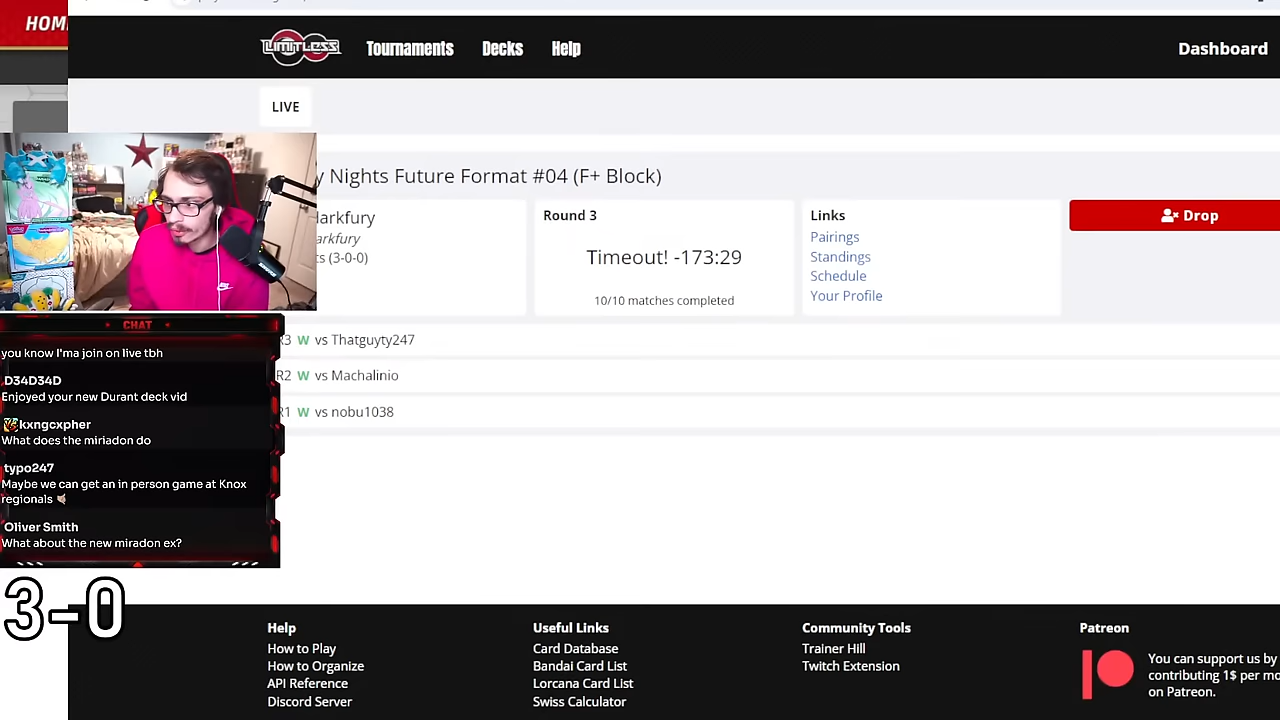 HOM
LIMITLESS
Tournaments
Decks
Help
Dashboard
LIVE
y Nights Future Format #04 (F+ Block)
darkfury
arkfury
ts (3-0-0)
Round 3
Timeout! -173:29
10/10 matches completed
Links
Pairings
Standings
Schedule
Your Profile
Drop
R3 W vs Thatguyty247
R2 W vs Machalinio
R1 W vs nobu1038
CHAT
you know I'ma join on live tbh
D34D34D
Enjoyed your new Durant deck vid
kxngcxpher
What does the miriadon do
typo247
Maybe we can get an in person game at Knox
regionals
Oliver Smith
What about the new miradon ex?
3-0
Help
How to Play
How to Organize
API Reference
Discord Server
Useful Links
Card Database
Bandai Card List
Lorcana Card List
Swiss Calculator
Community Tools
Trainer Hill
Twitch Extension
Patreon
You can support us by
contributing 1$ per mo
on Patreon.